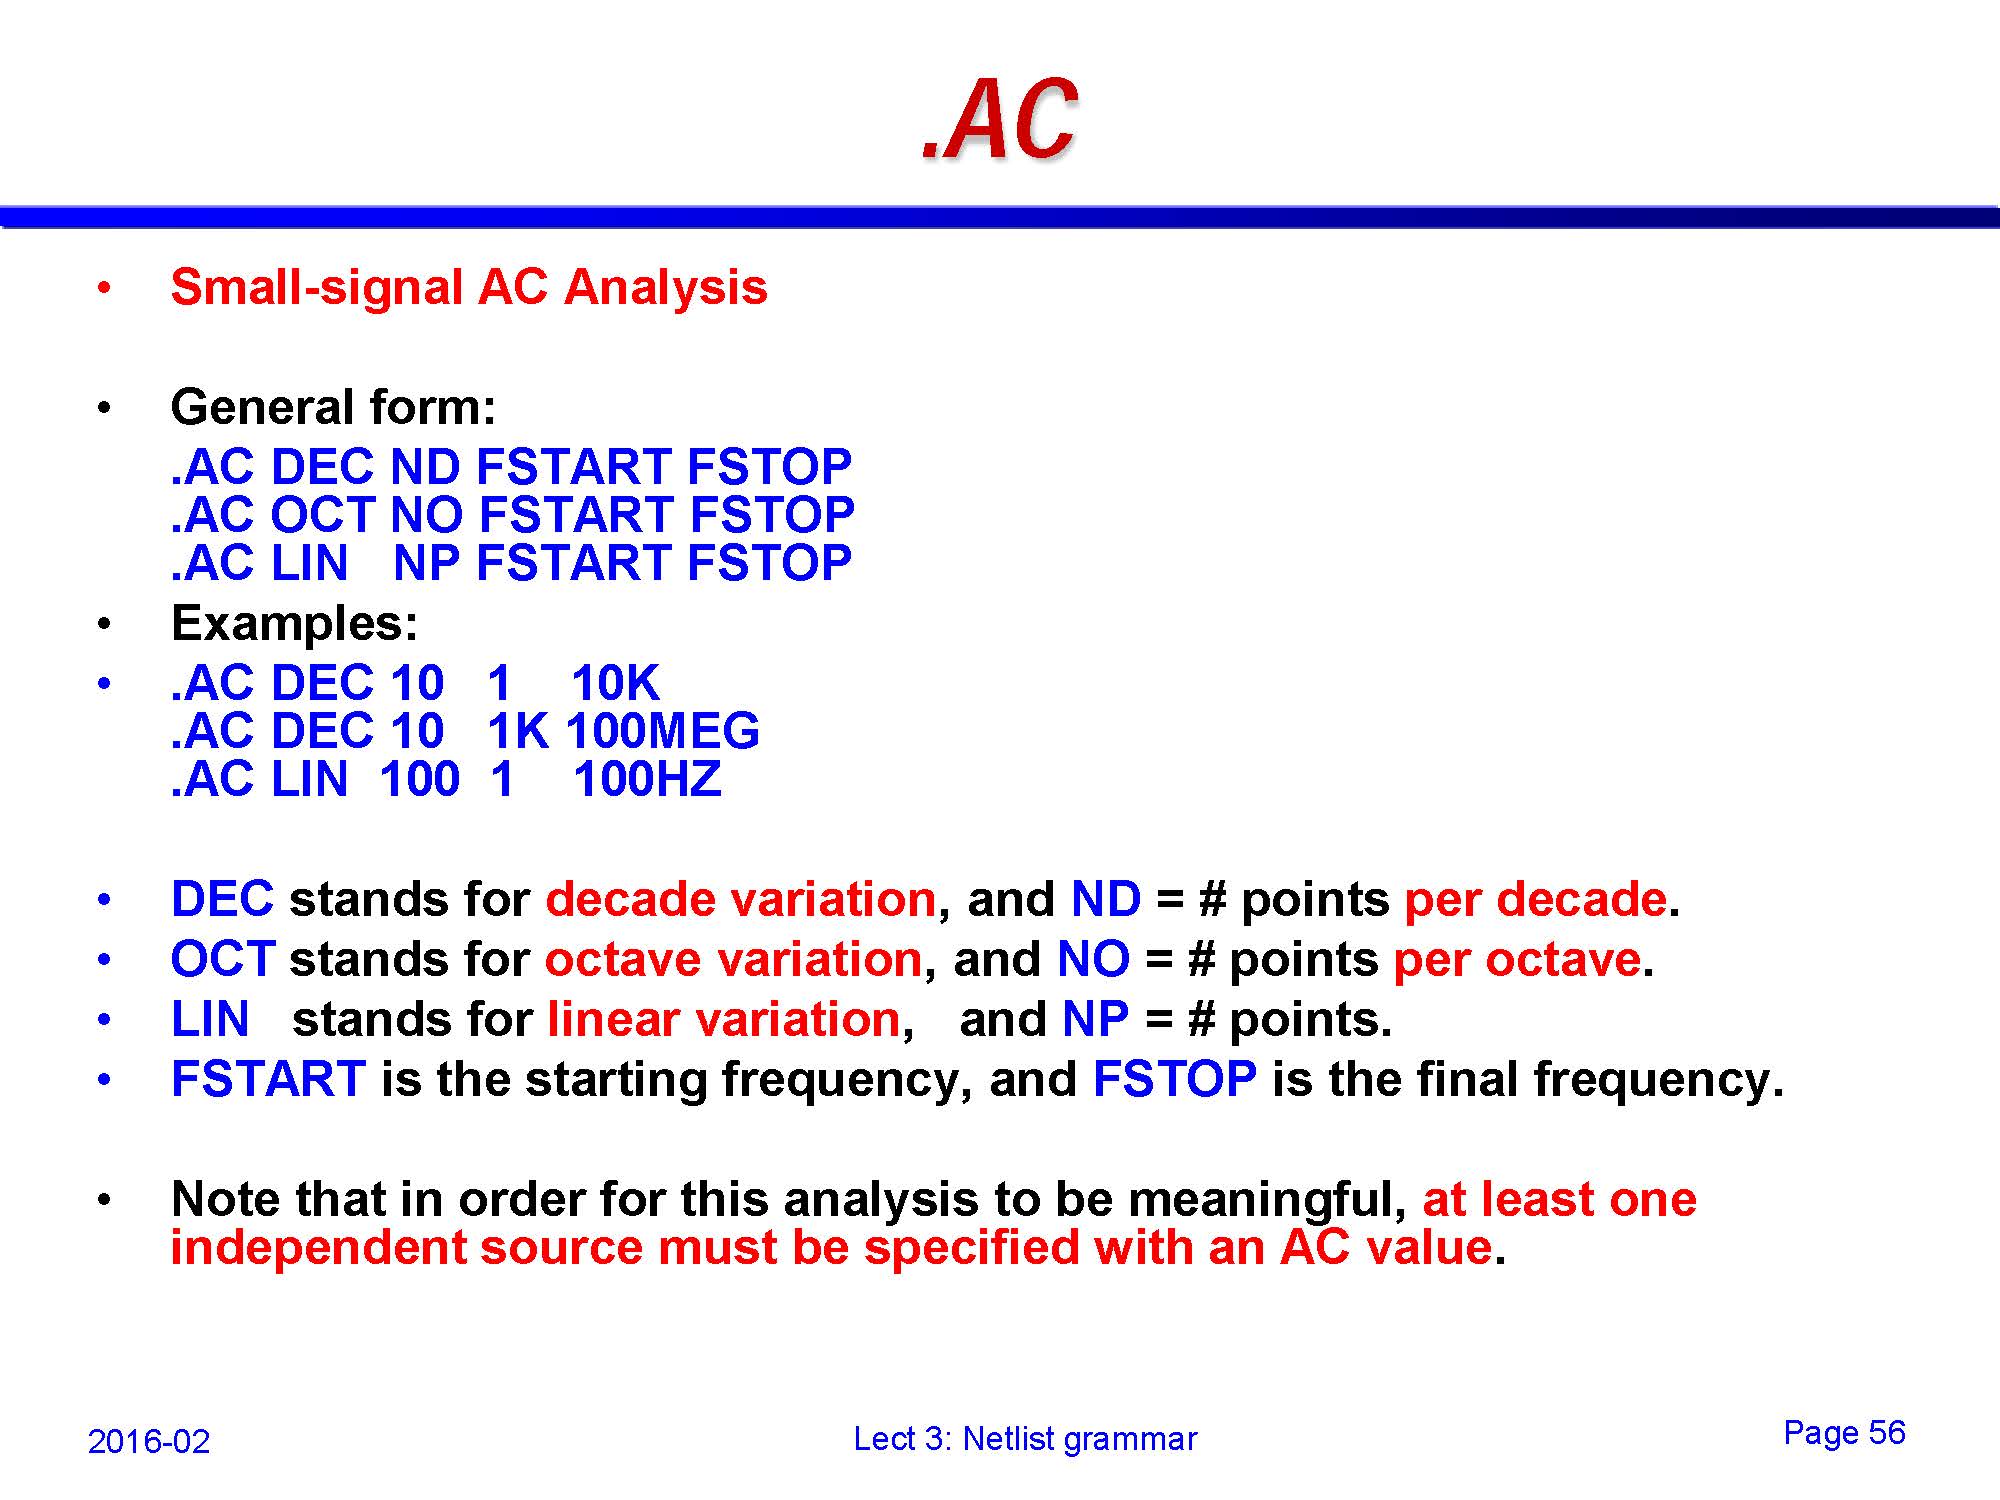 .AC
• Small-signal AC Analysis
• General form:
.AC DEC ND FSTART FSTOP
.AC OCT NO FSTART FSTOP
.AC LIN NP FSTART FSTOP
• Examples:
• .AC DEC 10 1 10K
.AC DEC 10 1K 100MEG
.AC LIN 100 1 100HZ
• DEC stands for decade variation, and ND = # points per decade.
• OCT stands for octave variation, and NO = # points per octave.
• LIN stands for linear variation, and NP = # points.
• FSTART is the starting frequency, and FSTOP is the final frequency.
• Note that in order for this analysis to be meaningful, at least one
independent source must be specified with an AC value.
2016-02
Lect 3: Netlist grammar
Page 56